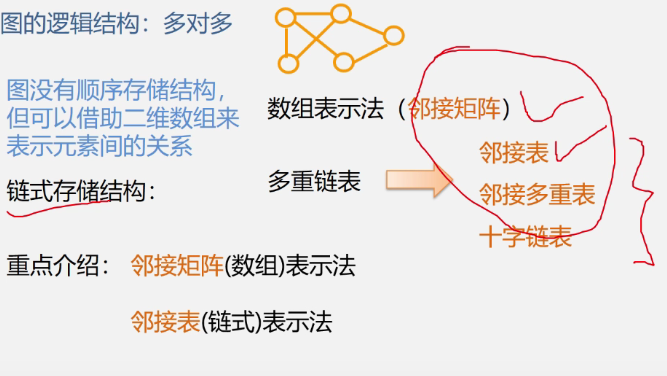 图的逻辑结构：多对多
图没有顺序存储结构，
但可以借助二维数组来
表示元素间的关系
数组表示法（邻接矩阵）
链式存储结构：
多重链表
邻接表
邻接多重表
十字链表
重点介绍： 邻接矩阵(数组)表示法
邻接表(链式)表示法